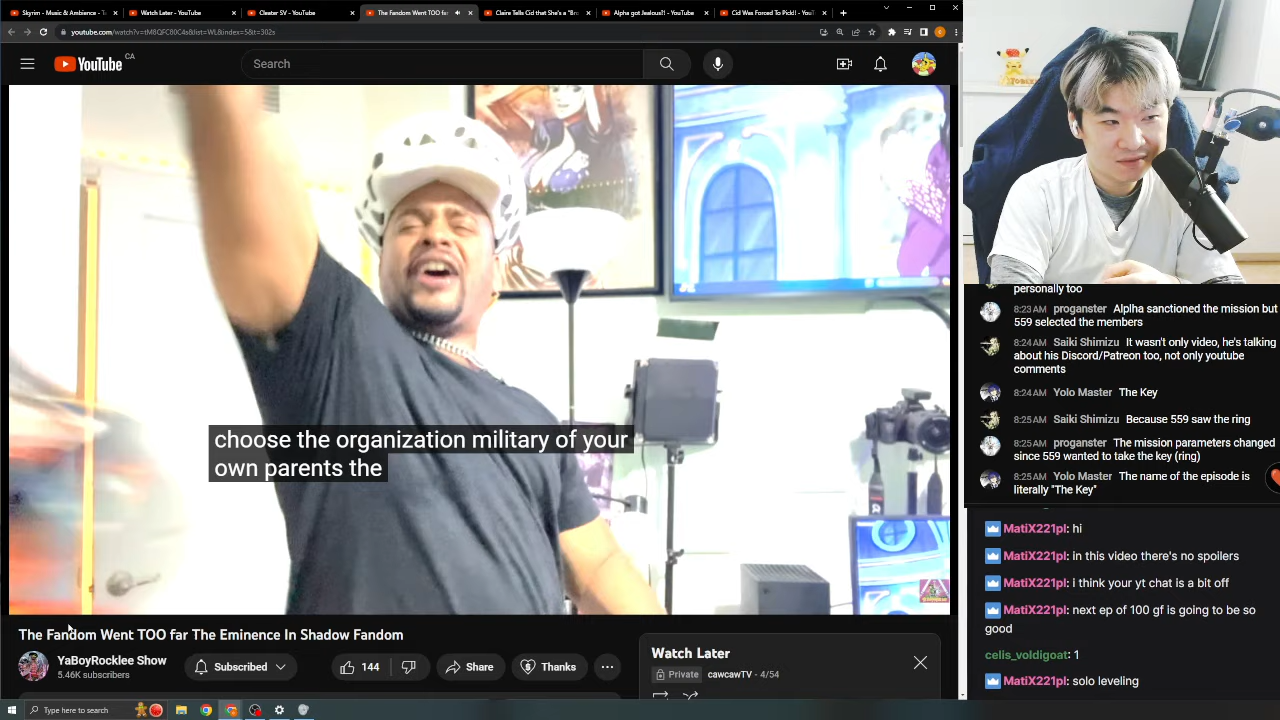 Skyrim - Music & Ambience - T
Watch Later - YouTube
Cleater SV - YouTube
The Fandom Went TOO far
Claire Tells Cid that She's a "Br
Alpha got Jealous?! - YouTube
Cid Was Forced To Pick!! - YouT
youtube.com/watch?v=tM8QFC80C4s&list=WL&index=5&t=302s
YouTube CA
Search
choose the organization military of your
own parents the
The Fandom Went TOO far The Eminence In Shadow Fandom
YaBoyRocklee Show
5.46K subscribers
Subscribed
144
Share
Thanks
Watch Later
Private cawcawTV - 4/54
Type here to search
personally too
8:23 AM proganster Alplha sanctioned the mission but
559 selected the members
8:24 AM Saiki Shimizu It wasn't only video, he's talking
about his Discord/Patreon too, not only youtube
comments
8:24 AM Yolo Master The Key
8:25 AM Saiki Shimizu Because 559 saw the ring
8:25 AM proganster The mission parameters changed
since 559 wanted to take the key (ring)
8:25 AM Yolo Master The name of the episode is
literally "The Key"
MatiX221pl: hi
MatiX221pl: in this video there's no spoilers
MatiX221pl: i think your yt chat is a bit off
MatiX221pl: next ep of 100 gf is going to be so
good
celis_voldigoat: 1
MatiX221pl: solo leveling